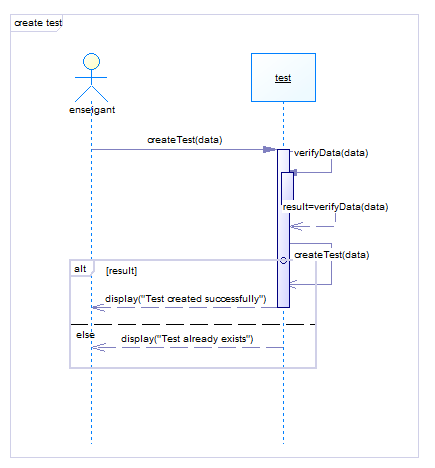 create test
test
enseigant
createTest(data)
verifyData(data)
result=verifyData(data)
createTest(data)
alt
[result]
display("Test created successfully")
else
display("Test already exists")